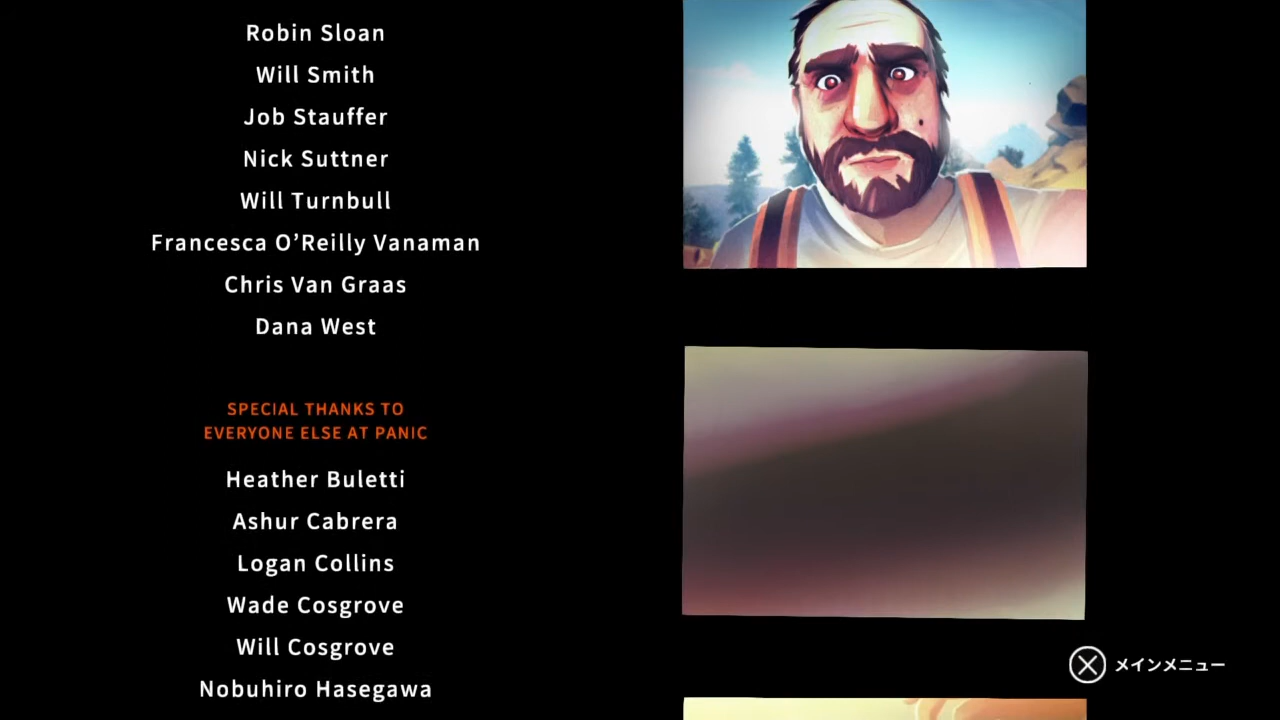 Robin Sloan
Will Smith
Job Stauffer
Nick Suttner
Will Turnbull
Francesca O’Reilly Vanaman
Chris Van Graas
Dana West
SPECIAL THANKS TO
EVERYONE ELSE AT PANIC
Heather Buletti
Ashur Cabrera
Logan Collins
Wade Cosgrove
Will Cosgrove
Nobuhiro Hasegawa
メインメニュー